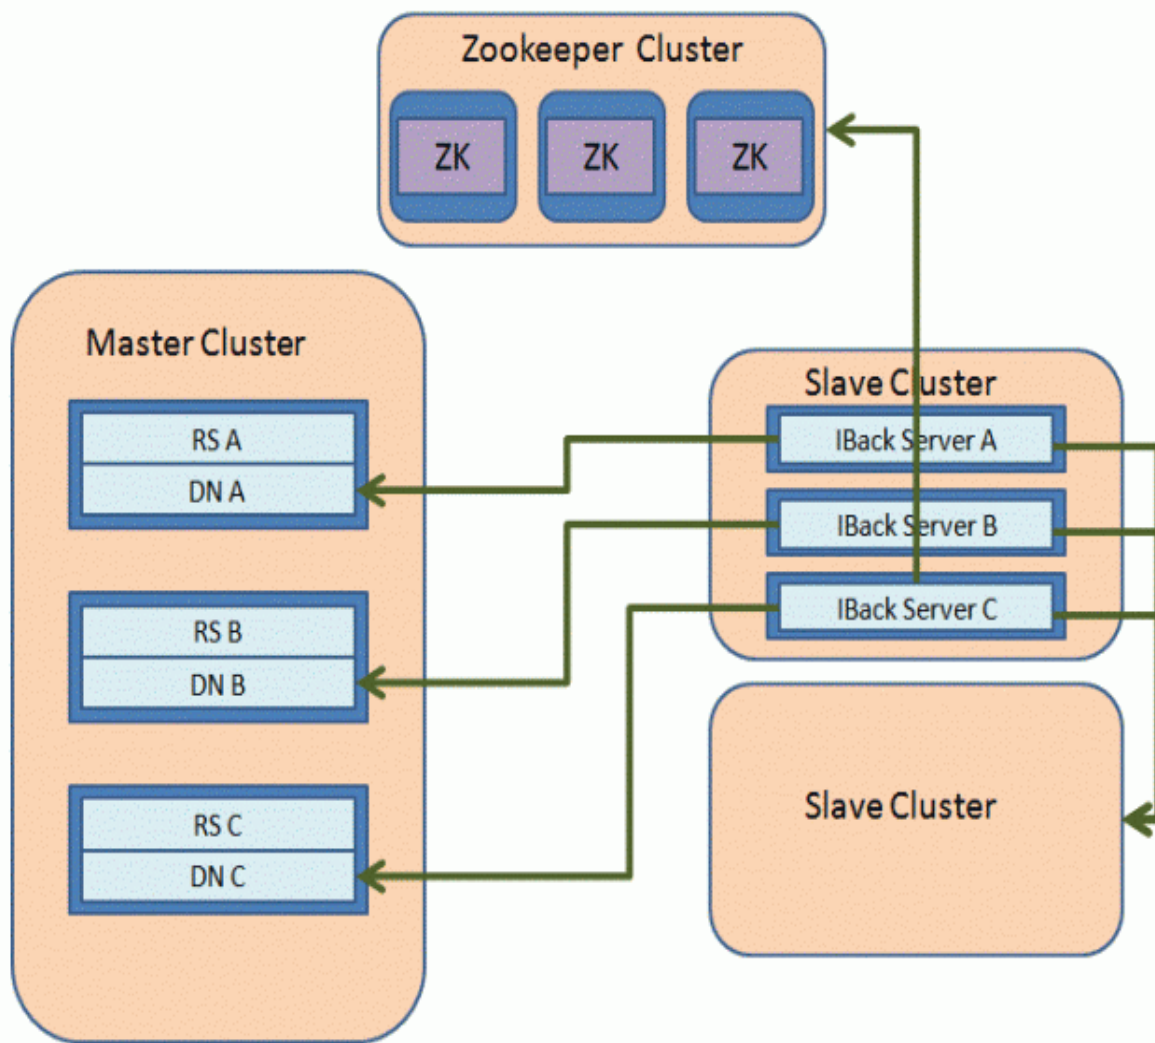 Zookeeper Cluster
ZK
ZK
ZK
Master Cluster
RS A
DN A
RS B
DN B
RS C
DN C
Slave Cluster
IBack Server A
IBack Server B
IBack Server C
Slave Cluster